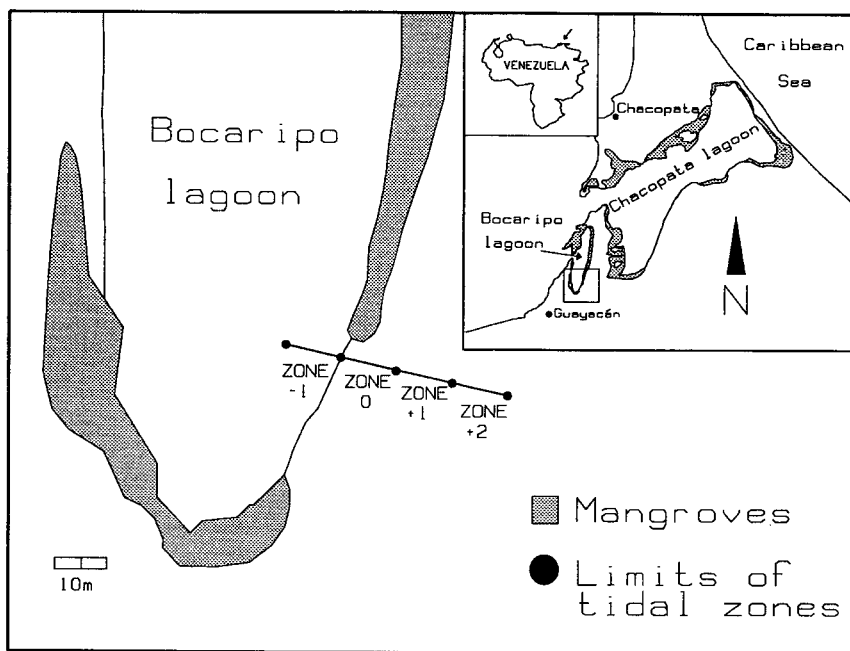 Bocaripo
lagoon
VENEZUELA
Caribbean
Sea
Chacopata
Chacopata lagoon
Bocaripo
lagoon
Guayacén
N
ZONE
-1
ZONE
0
ZONE
+1
ZONE
+2
10m
Mangroves
Limits of
tidal zones